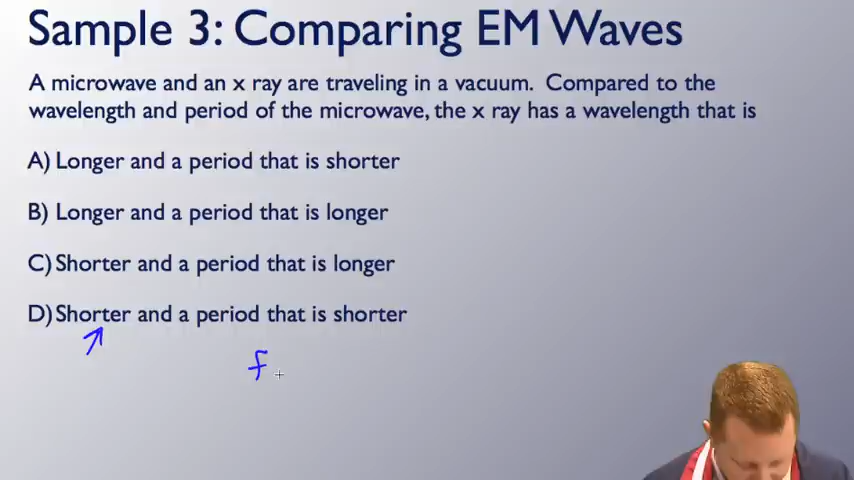 Sample 3: Comparing EM Waves
A microwave and an x ray are traveling in a vacuum. Compared to the
wavelength and period of the microwave, the x ray has a wavelength that is
A) Longer and a period that is shorter
B) Longer and a period that is longer
C) Shorter and a period that is longer
D) Shorter and a period that is shorter
f